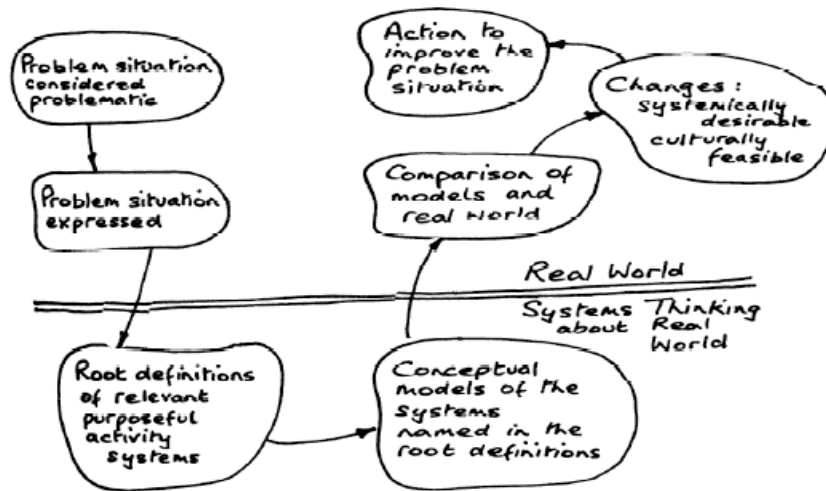 Problem situation
considered
problematic
Problem situation
expressed
Root definitions
of relevant
purposeful
activity
systems
Conceptual
models of the
systems
named in the
root definitions
Comparison of
models and
real world
Changes:
systemically
desirable
culturally
feasible
Action to
improve the
problem
situation
Real World
Systems Thinking
about Real
World